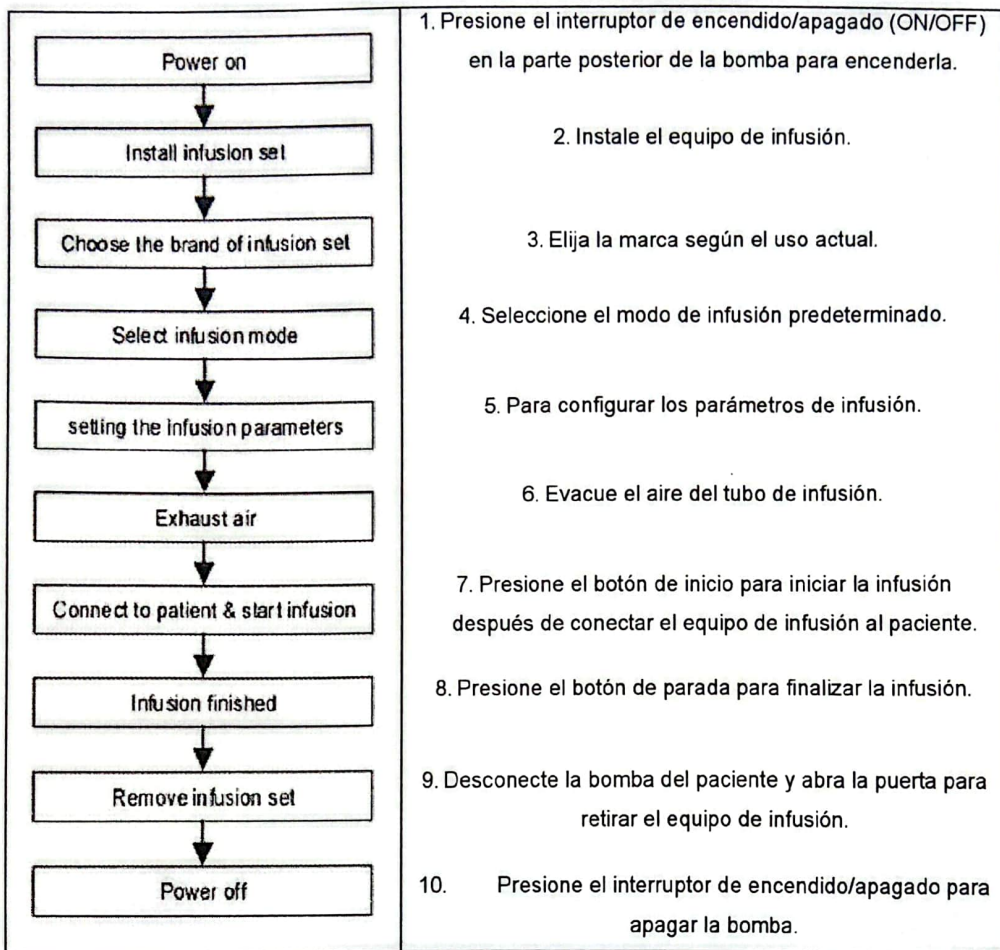 Power on
Install infusion set
Choose the brand of infusion set
Select infusion mode
setting the infusion parameters
Exhaust air
Connect to patient & start infusion
Infusion finished
Remove infusion set
Power off
1. Presione el interruptor de encendido/apagado (ON/OFF)
en la parte posterior de la bomba para encenderla.
2. Instale el equipo de infusión.
3. Elija la marca según el uso actual.
4. Seleccione el modo de infusión predeterminado.
5. Para configurar los parámetros de infusión.
6. Evacue el aire del tubo de infusión.
7. Presione el botón de inicio para iniciar la infusión
después de conectar el equipo de infusión al paciente.
8. Presione el botón de parada para finalizar la infusión.
9. Desconecte la bomba del paciente y abra la puerta para
retirar el equipo de infusión.
10. Presione el interruptor de encendido/apagado para
apagar la bomba.